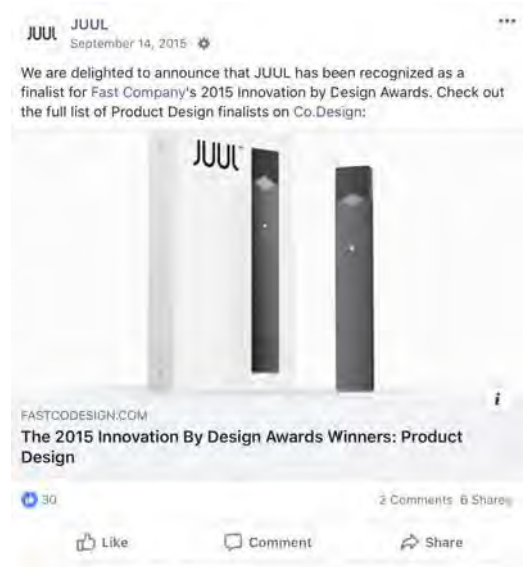 JUUL
JUUL
September 14, 2015
We are delighted to announce that JUUL has been recognized as a
finalist for Fast Company's 2015 Innovation by Design Awards. Check out
the full list of Product Design finalists on Co.Design:
JUUL
FASTCODESIGN.COM
The 2015 Innovation By Design Awards Winners: Product
Design
30
2 Comments 6 Shares
Like
Comment
Share